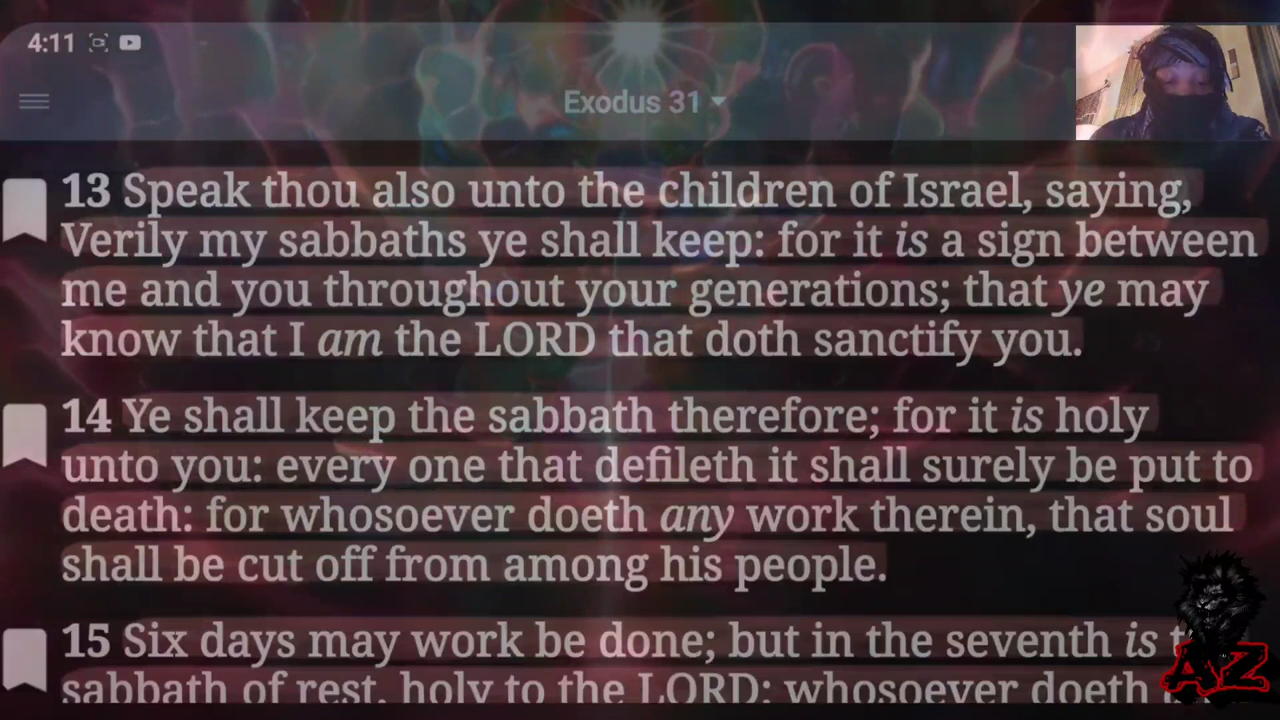 4:11
Exodus 31
13 Speak thou also unto the children of Israel, saying,
Verily my sabbaths ye shall keep: for it is a sign between
me and you throughout your generations; that ye may
know that I am the LORD that doth sanctify you.
14 Ye shall keep the sabbath therefore; for it is holy
unto you: every one that defileth it shall surely be put to
death: for whosoever doeth any work therein, that soul
shall be cut off from among his people.
15 Six days may work be done; but in the seventh is
sabbath of rest, holy to the LORD: whosoever doeth
AZ